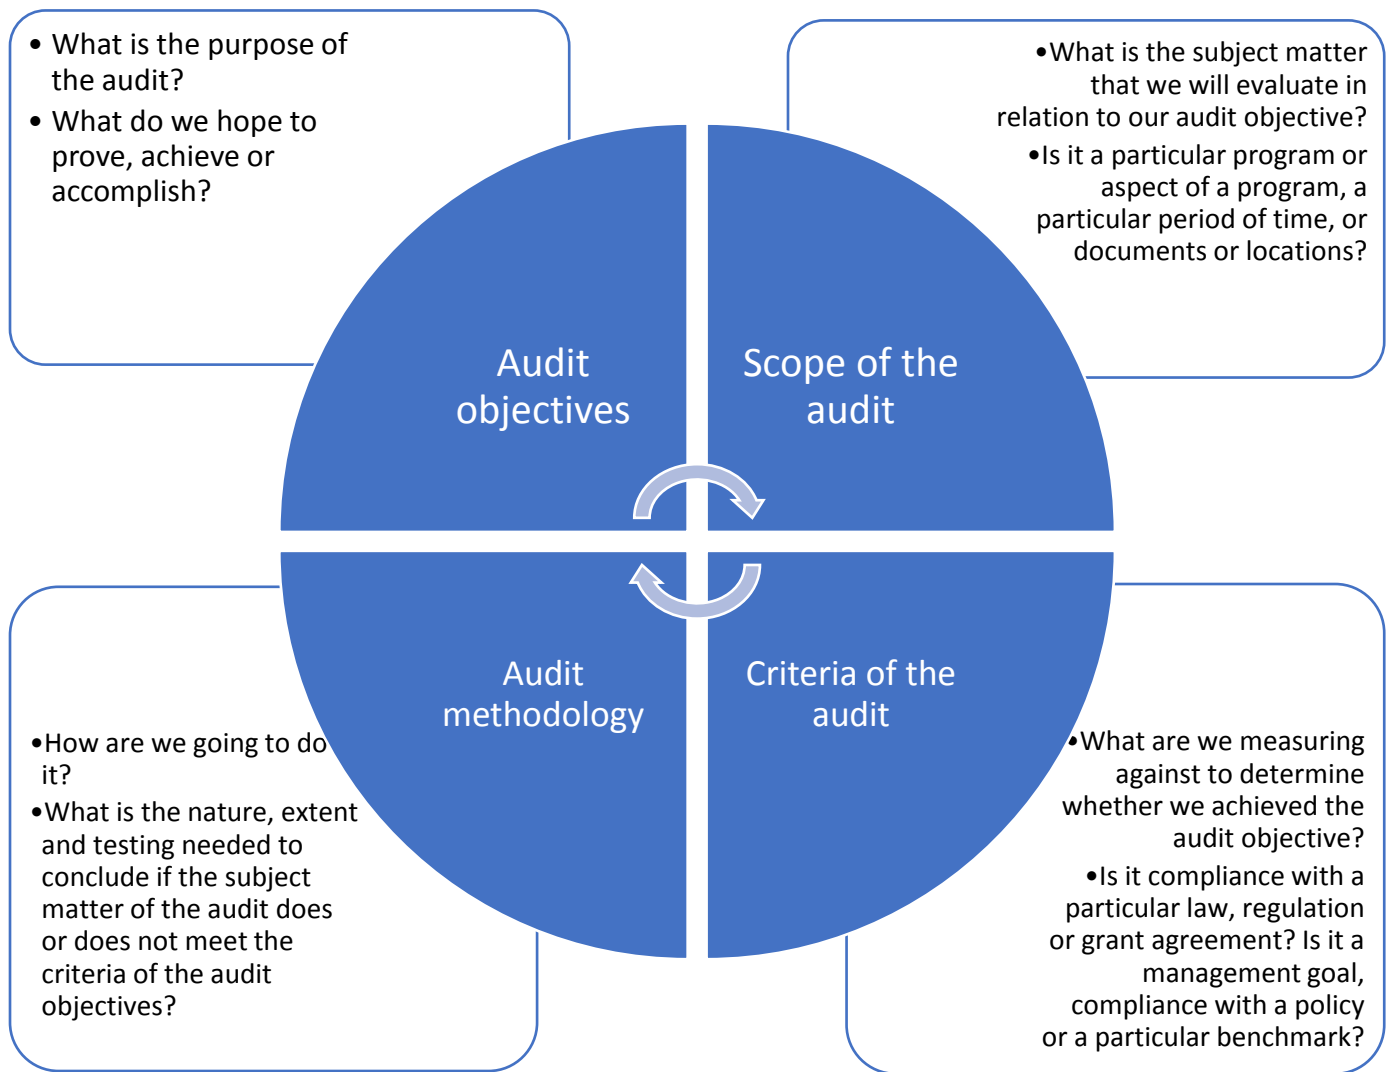 • What is the purpose of
the audit?
• What do we hope to
prove, achieve or
accomplish?
•What is the subject matter
that we will evaluate in
relation to our audit objective?
•Is it a particular program or
aspect of a program, a
particular period of time, or
documents or locations?
Audit
objectives
Scope of the
audit
Audit
methodology
Criteria of the
audit
•How are we going to do
it?
•What is the nature, extent
and testing needed to
conclude if the subject
matter of the audit does
or does not meet the
criteria of the audit
objectives?
•What are we measuring
against to determine
whether we achieved the
audit objective?
•Is it compliance with a
particular law, regulation
or grant agreement? Is it a
management goal,
compliance with a policy
or a particular benchmark?